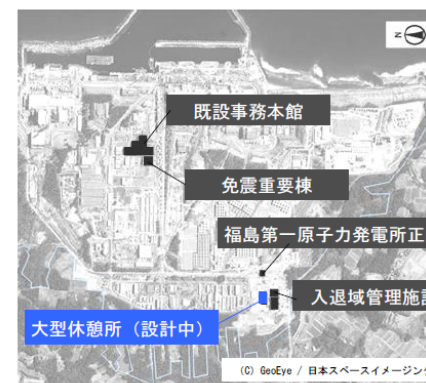 N
既設事務本館
免震重要棟
福島第一原子力発電所正
入退域管理施設
大型休憩所（設計中）
(C) GeoEye / 日本スペースイメージング